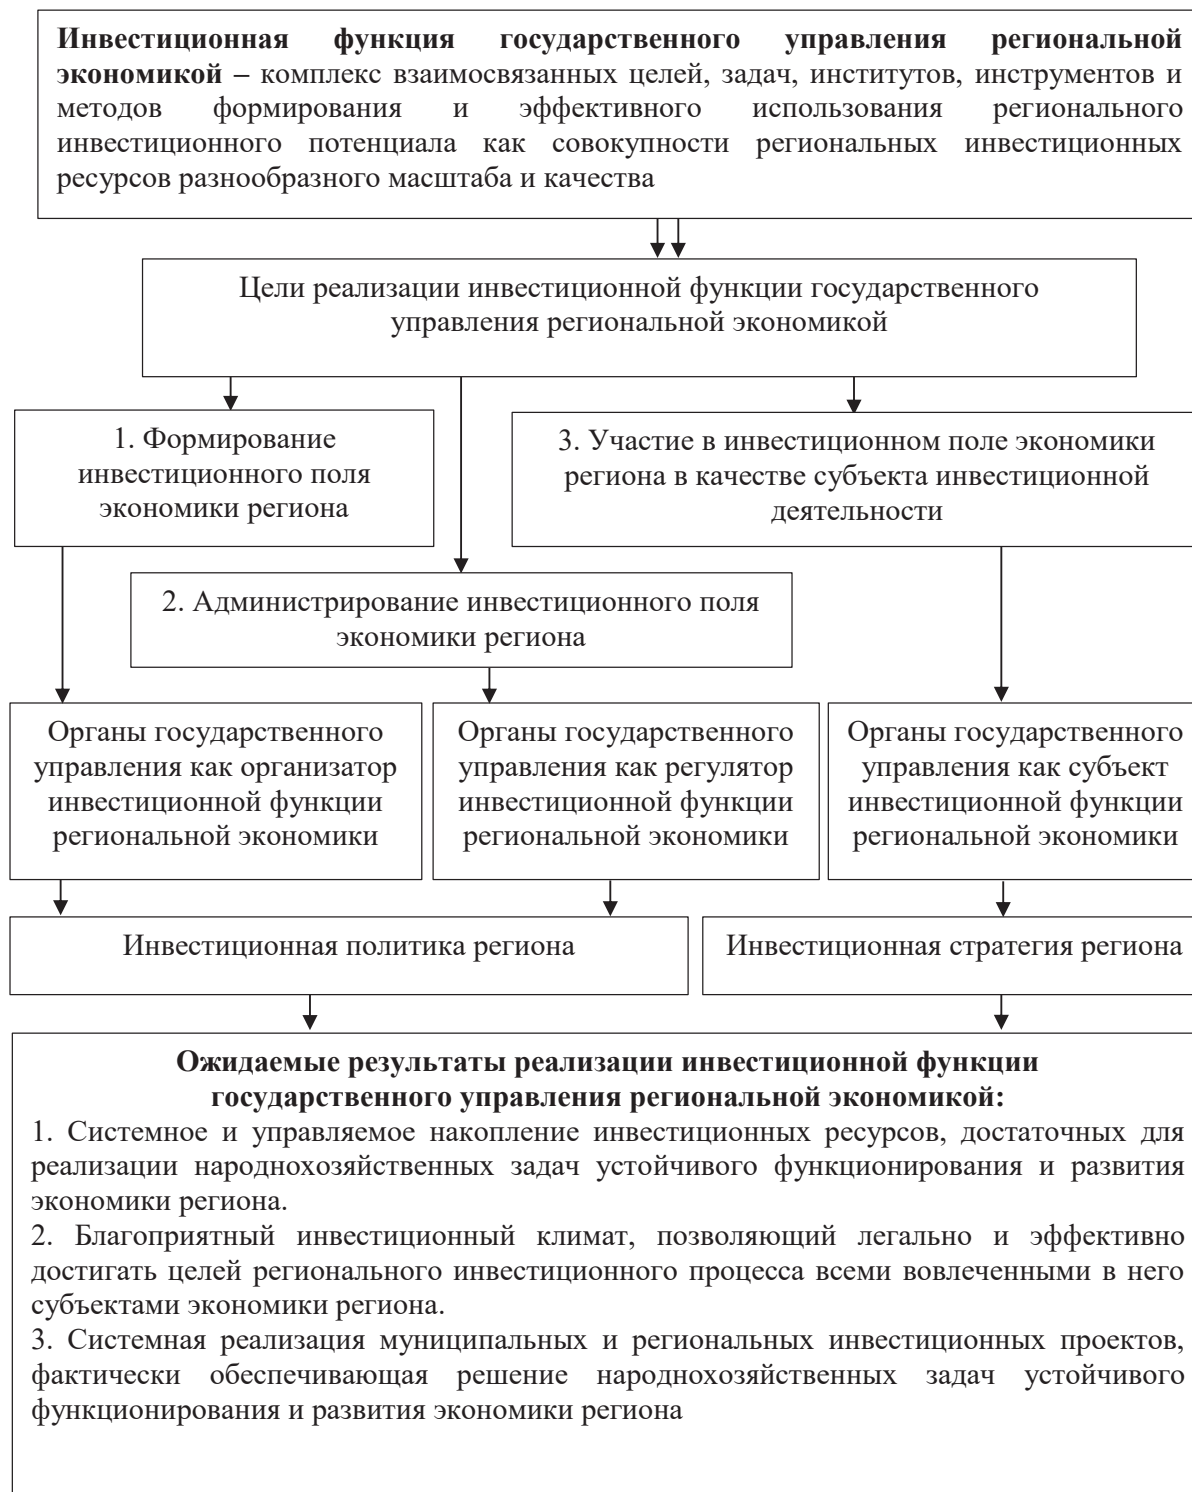 Инвестиционная функция государственного управления региональной
экономикой – комплекс взаимосвязанных целей, задач, институтов, инструментов и
методов формирования и эффективного использования регионального
инвестиционного потенциала как совокупности региональных инвестиционных
ресурсов разнообразного масштаба и качества
Цели реализации инвестиционной функции государственного
управления региональной экономикой
1. Формирование
инвестиционного поля
экономики региона
3. Участие в инвестиционном поле экономики
региона в качестве субъекта инвестиционной
деятельности
2. Администрирование инвестиционного поля
экономики региона
Органы государственного
управления как организатор
инвестиционной функции
региональной экономики
Органы государственного
управления как регулятор
инвестиционной функции
региональной экономики
Органы государственного
управления как субъект
инвестиционной функции
региональной экономики
Инвестиционная политика региона
Инвестиционная стратегия региона
Ожидаемые результаты реализации инвестиционной функции
государственного управления региональной экономикой:
1. Системное и управляемое накопление инвестиционных ресурсов, достаточных для
реализации народнохозяйственных задач устойчивого функционирования и развития
экономики региона.
2. Благоприятный инвестиционный климат, позволяющий легально и эффективно
достигать целей регионального инвестиционного процесса всеми вовлеченными в него
субъектами экономики региона.
3. Системная реализация муниципальных и региональных инвестиционных проектов,
фактически обеспечивающая решение народнохозяйственных задач устойчивого
функционирования и развития экономики региона